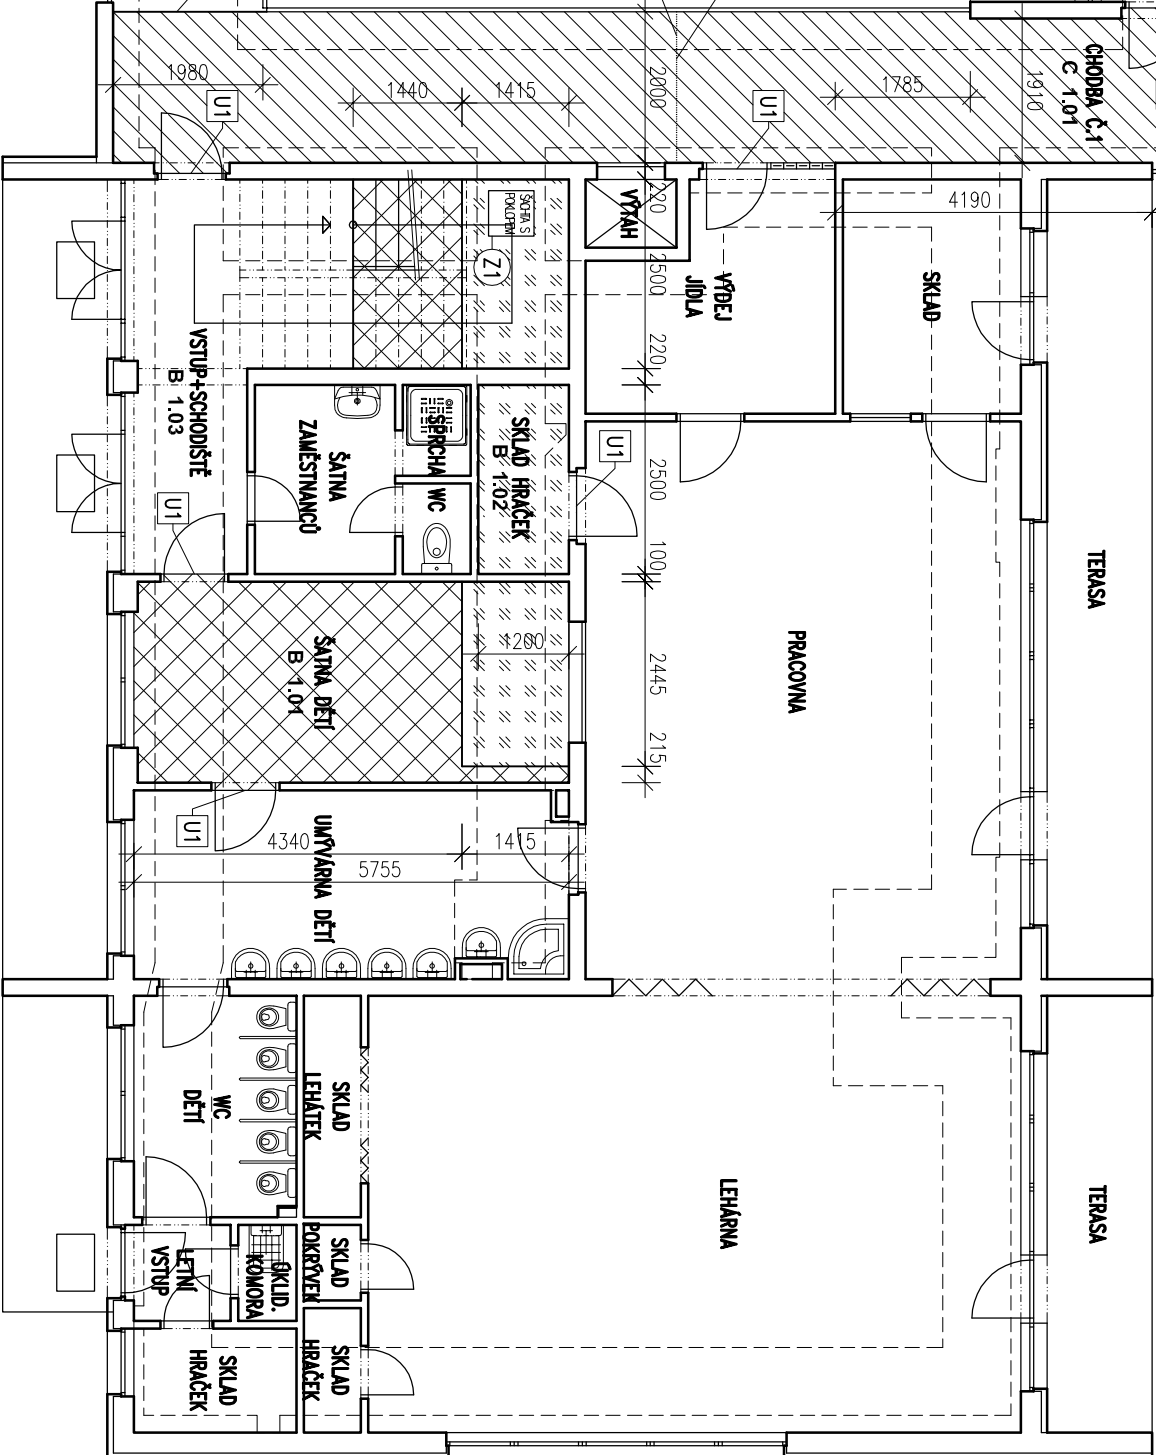 CHODBA Č.1
C 1.01
1910
1785
1980
1440
1415
2000
U1
U1
4190
SKLAD
VÝDEJ
JÍDLA
VÝTAH
220
2500
220
ŠACHTA S
POKLOPEM
Z1
VSTUP+SCHODIŠTĚ
B 1.03
ŠATNA
ZAMĚSTNANCŮ
SPRCHA
WC
SKLAD HRAČEK
B 1.02
U1
U1
2500
100
2445
215
TERASA
PRACOVNA
ŠATNA DĚTÍ
B 1.01
1200
U1
4340
1415
5755
UMÝVÁRNA DĚTÍ
WC
DĚTÍ
SKLAD
LEHÁTEK
LEHÁRNA
TERASA
SKLAD
POKRÝVEK
ÚKLID.
KOMORA
LETNÍ
VSTUP
SKLAD
HRAČEK
SKLAD
HRAČEK